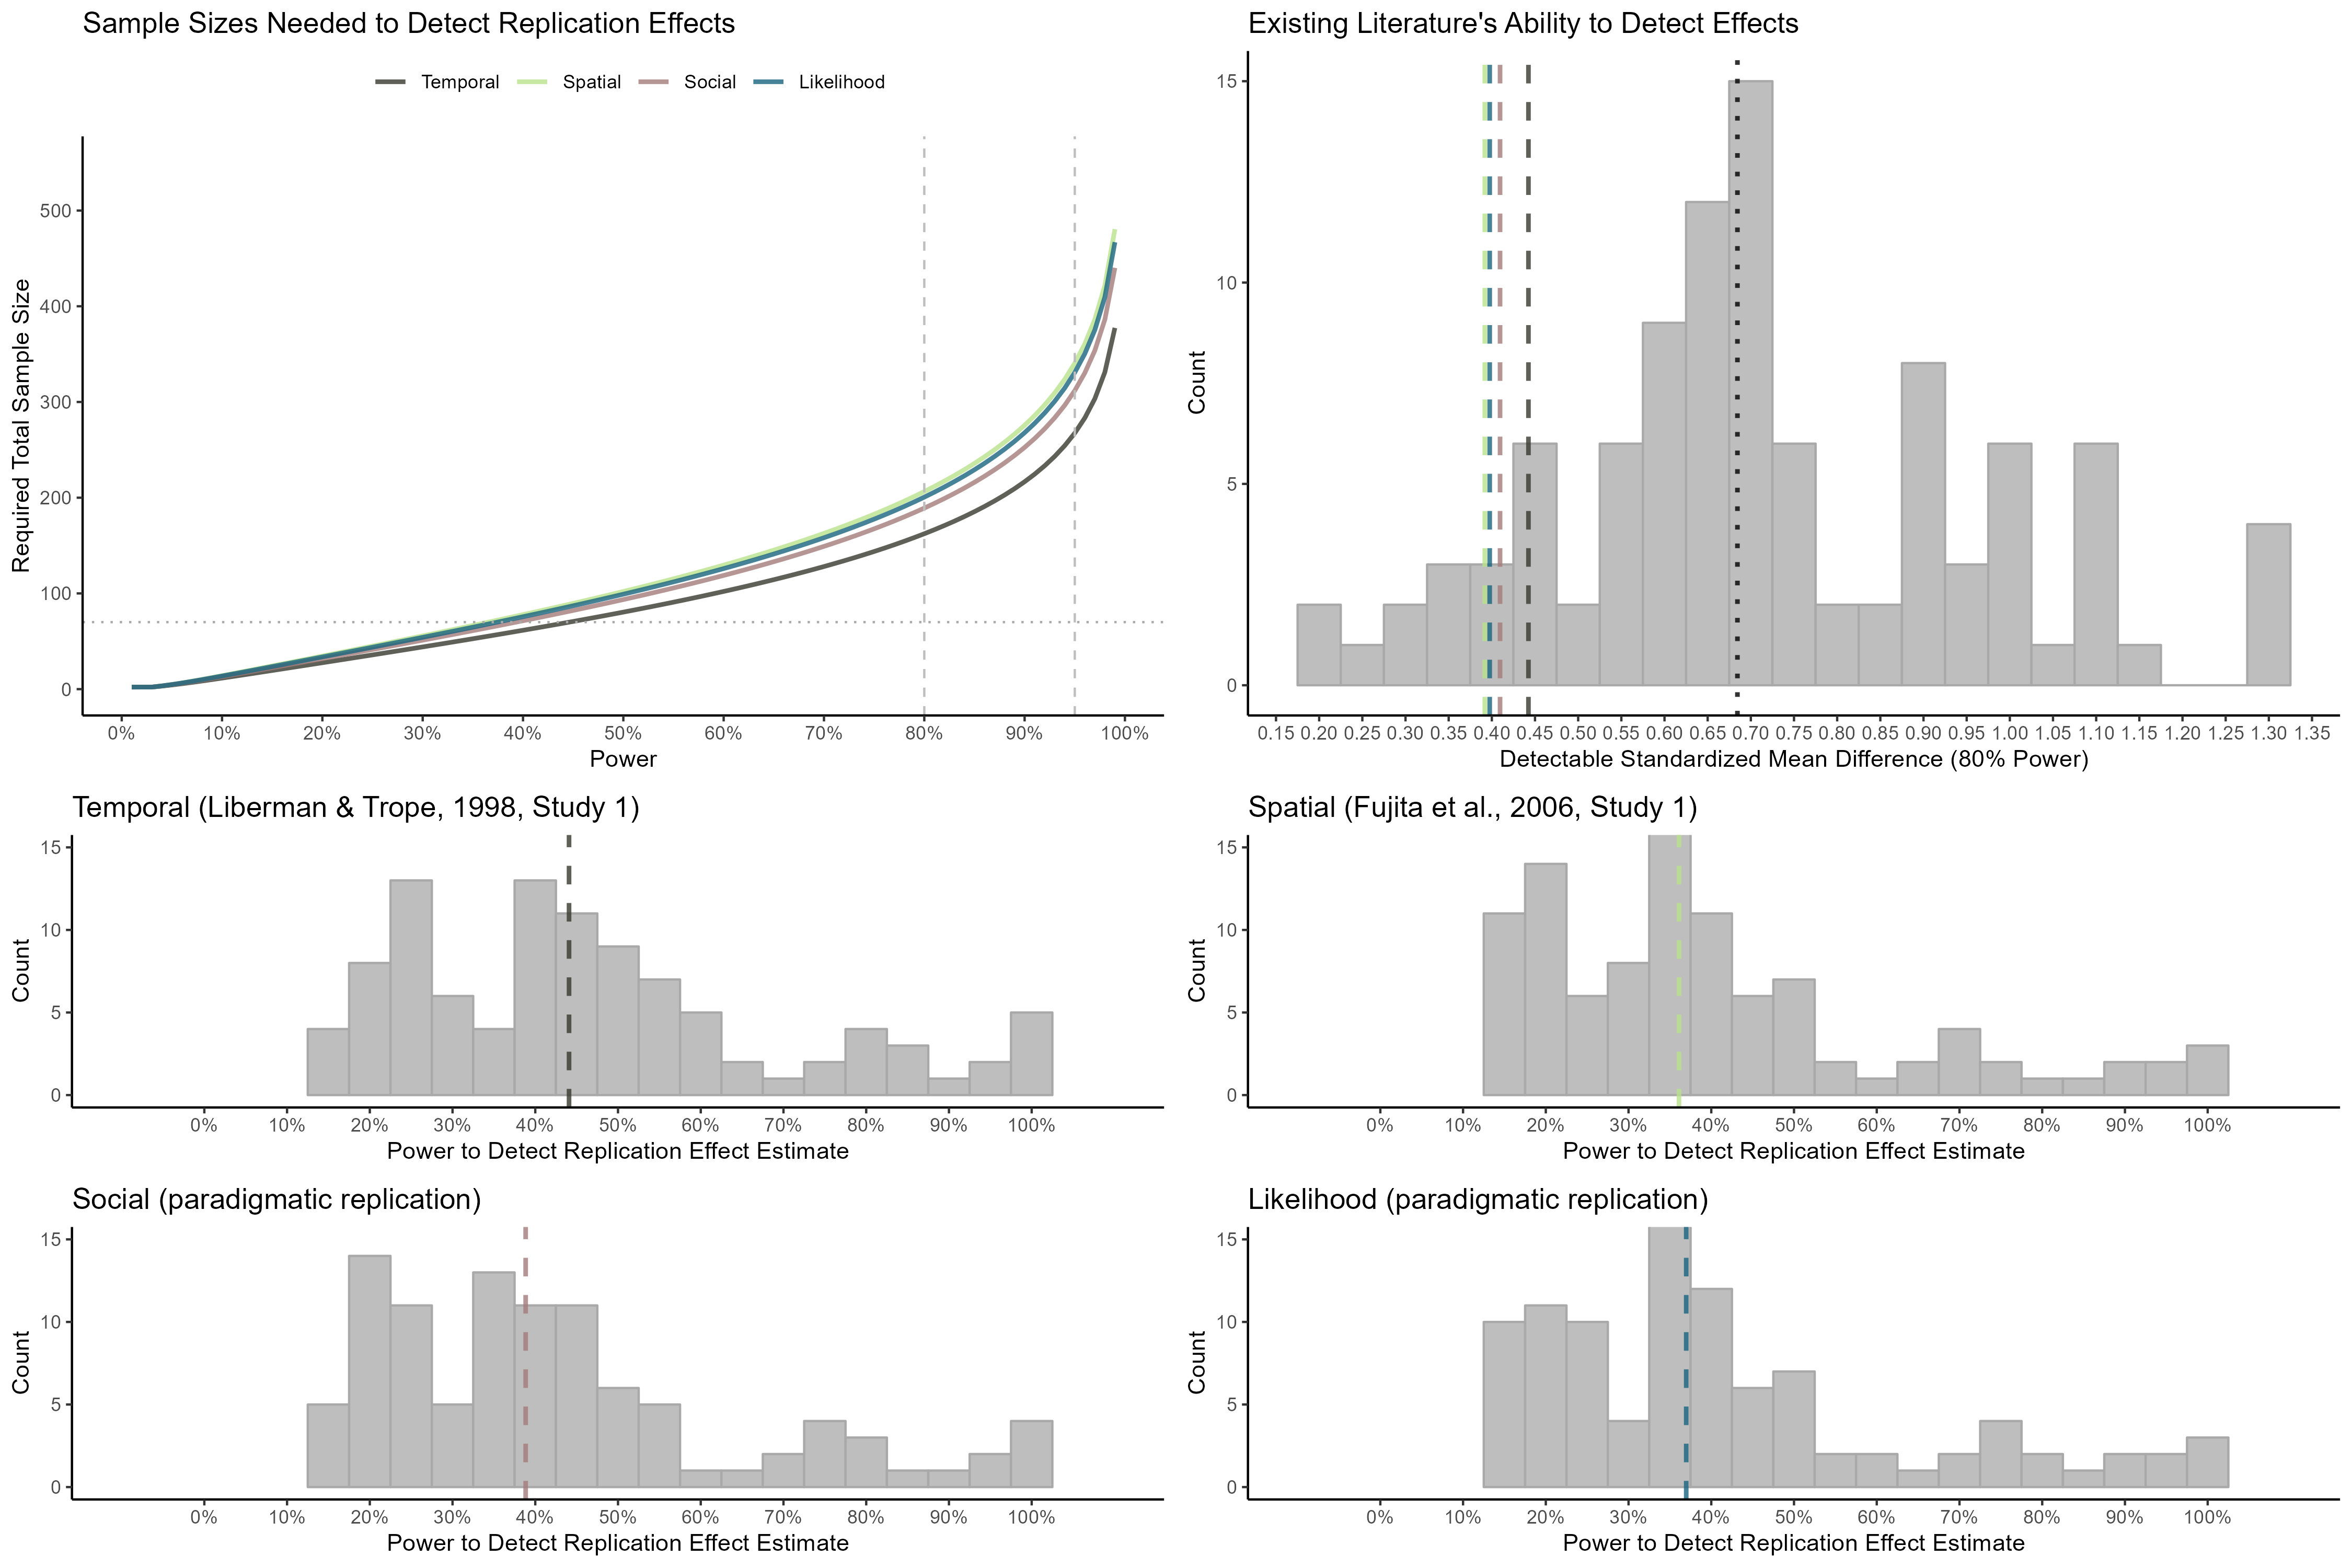 Sample Sizes Needed to Detect Replication Effects
Temporal Spatial Social Likelihood
Required Total Sample Size
500
400
300
200
100
0
0% 10% 20% 30% 40% 50% 60% 70% 80% 90% 100%
Power
Existing Literature's Ability to Detect Effects
Count
15
10
5
0
0.15 0.20 0.25 0.30 0.35 0.40 0.45 0.50 0.55 0.60 0.65 0.70 0.75 0.80 0.85 0.90 0.95 1.00 1.05 1.10 1.15 1.20 1.25 1.30 1.35
Detectable Standardized Mean Difference (80% Power)
Temporal (Liberman & Trope, 1998, Study 1)
Count
15
10
5
0
0% 10% 20% 30% 40% 50% 60% 70% 80% 90% 100%
Power to Detect Replication Effect Estimate
Spatial (Fujita et al., 2006, Study 1)
Count
15
10
5
0
0% 10% 20% 30% 40% 50% 60% 70% 80% 90% 100%
Power to Detect Replication Effect Estimate
Social (paradigmatic replication)
Count
15
10
5
0
0% 10% 20% 30% 40% 50% 60% 70% 80% 90% 100%
Power to Detect Replication Effect Estimate
Likelihood (paradigmatic replication)
Count
15
10
5
0
0% 10% 20% 30% 40% 50% 60% 70% 80% 90% 100%
Power to Detect Replication Effect Estimate